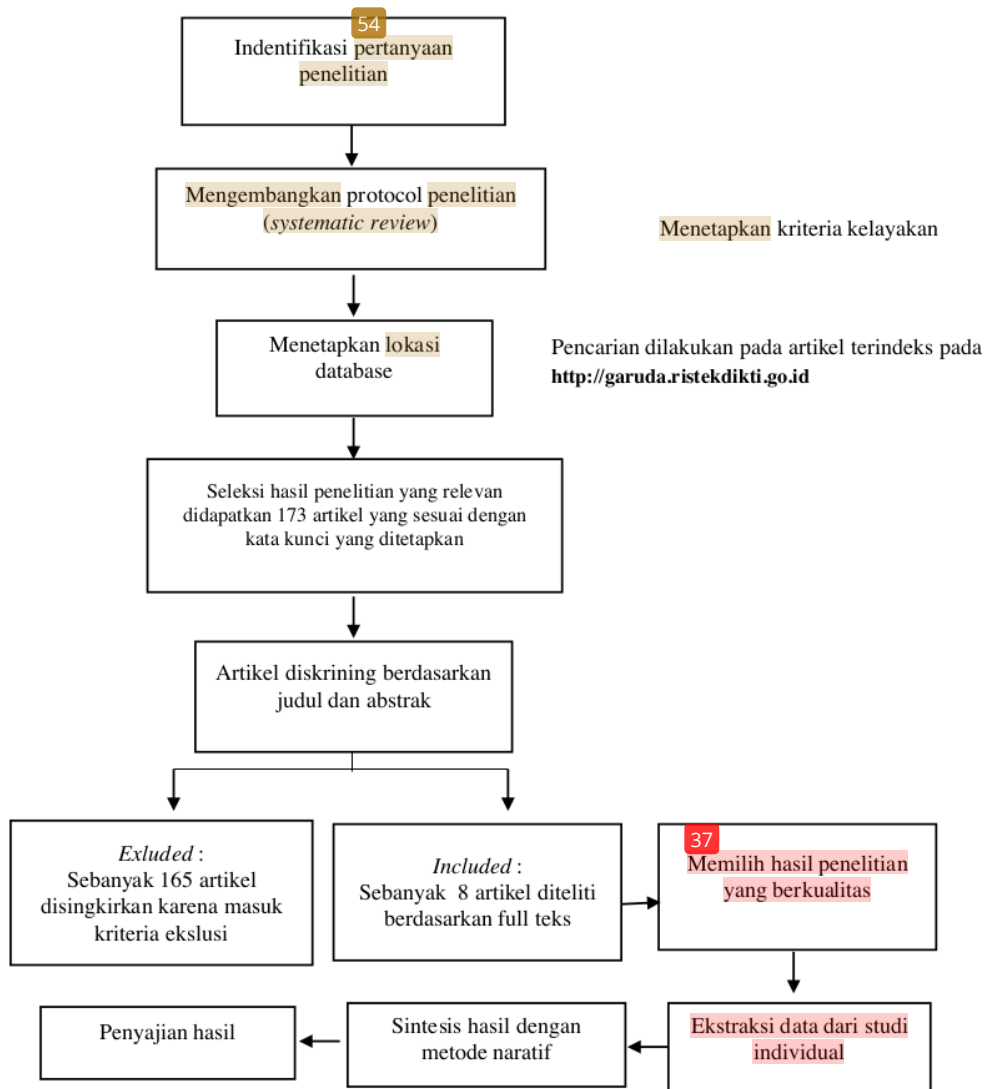 54
Indentifikasi pertanyaan
penelitian
Mengembangkan protocol penelitian
(systematic review)
Menetapkan kriteria kelayakan
Menetapkan lokasi
database
Pencarian dilakukan pada artikel terindeks pada
http://garuda.ristekdikti.go.id
Seleksi hasil penelitian yang relevan
didapatkan 173 artikel yang sesuai dengan
kata kunci yang ditetapkan
Artikel diskrining berdasarkan
judul dan abstrak
Exluded :
Sebanyak 165 artikel
disingkirkan karena masuk
kriteria ekslusi
Included :
Sebanyak 8 artikel diteliti
berdasarkan full teks
37
Memilih hasil penelitian
yang berkualitas
Penyajian hasil
Sintesis hasil dengan
metode naratif
Ekstraksi data dari studi
individual